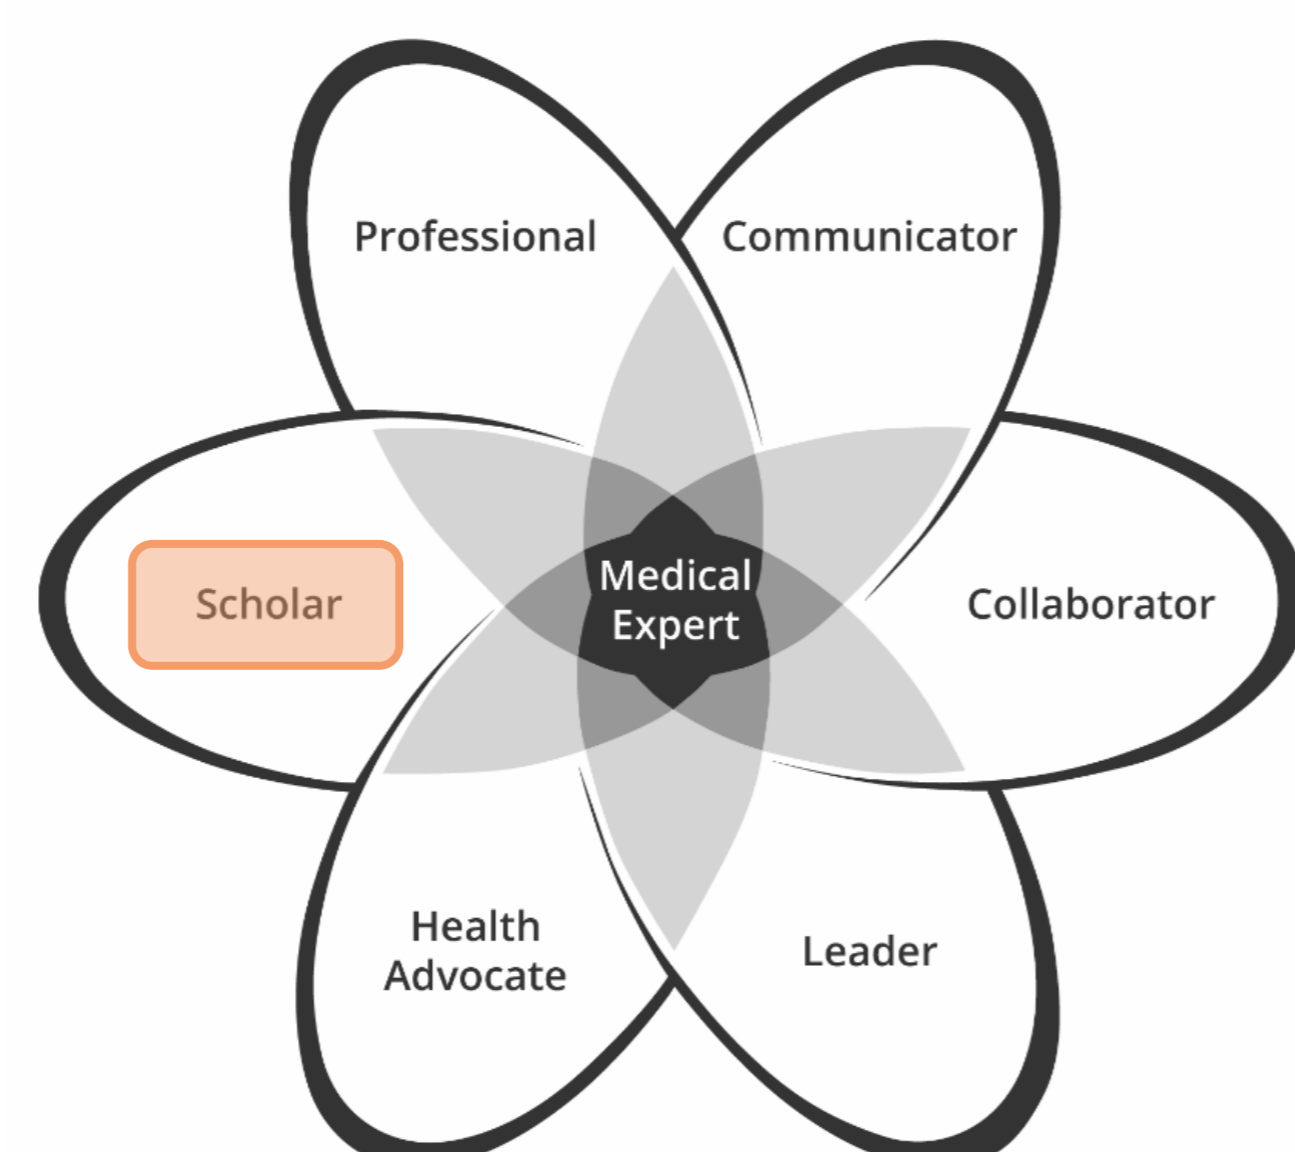 Professional
Communicator
Medical
Expert
Scholar
Collaborator
Health
Advocate
Leader